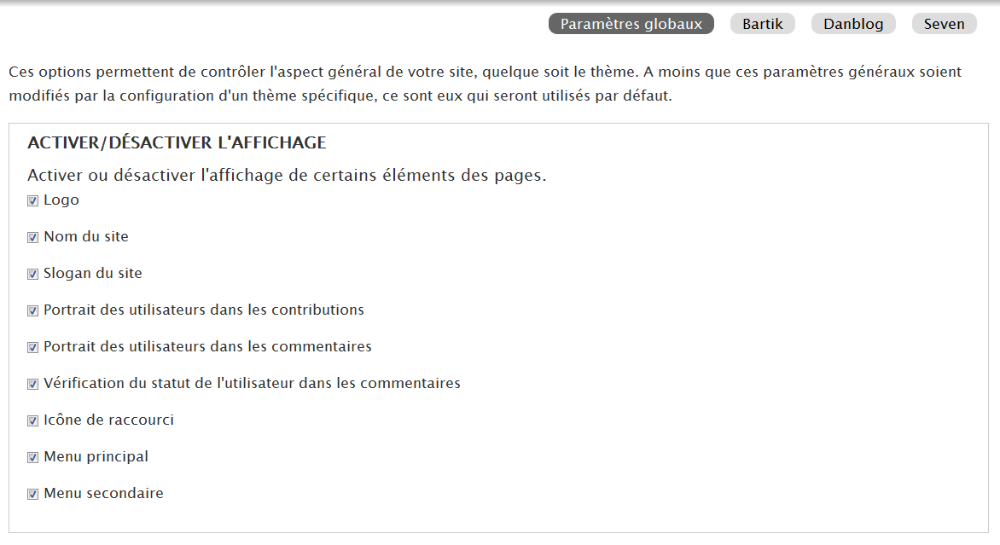 Paramètres globaux Bartik Danblog Seven
Ces options permettent de contrôler l'aspect général de votre site, quelque soit le thème. A moins que ces paramètres généraux soient
modifiés par la configuration d'un thème spécifique, ce sont eux qui seront utilisés par défaut.
ACTIVER/DÉSACTIVER L'AFFICHAGE
Activer ou désactiver l'affichage de certains éléments des pages.
Logo
Nom du site
Slogan du site
Portrait des utilisateurs dans les contributions
Portrait des utilisateurs dans les commentaires
Vérification du statut de l'utilisateur dans les commentaires
Icône de raccourci
Menu principal
Menu secondaire